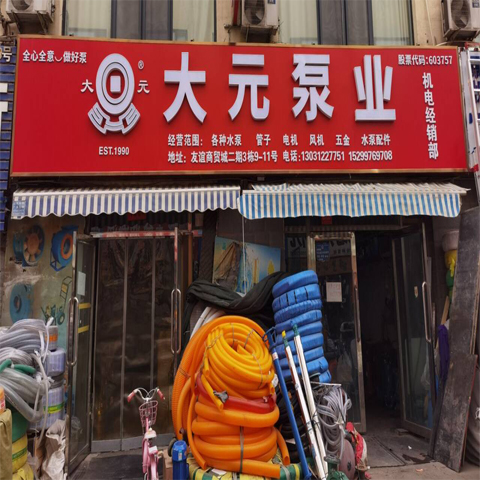 全心全意 做好泵
股票代码:603757
大 元
®
EST.1990
大元泵业
机电经销部
经营范围: 各种水泵 管子 电机 风机 五金 水泵配件
地址: 友谊商贸城二期3栋9-11号 电话:13031227751 15299769708
号